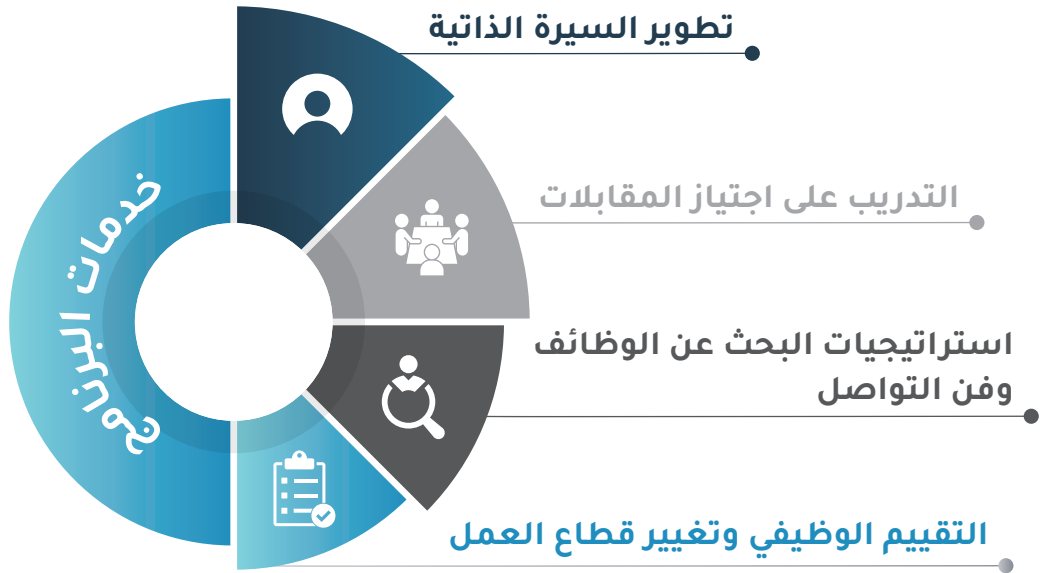 خدمات البرنامج
تطوير السيرة الذاتية
التدريب على اجتياز المقابلات
استراتيجيات البحث عن الوظائف
وفن التواصل
التقييم الوظيفي وتغيير قطاع العمل